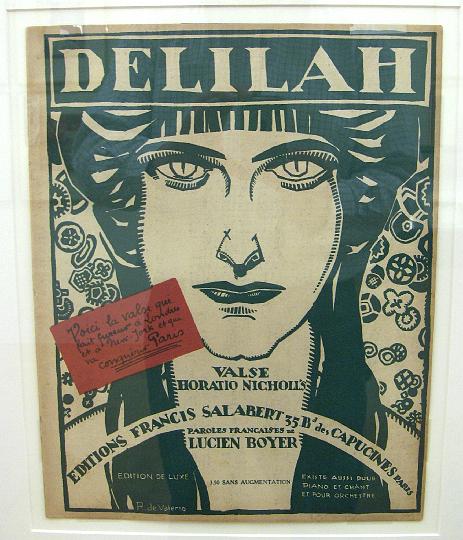 DELILAH
Voici la valse qui
fait fureur à Londres
et à New York et qui
va conquérir Paris
VALSE
HORATIO NICHOLLS
EDITIONS FRANCIS SALABERT 35 Bd des CAPUCINES PARIS
PAROLES FRANÇAISES DE
LUCIEN BOYER
EDITION DE LUXE
3.50 SANS AUGMENTATION
EXISTE AUSSI POUR
PIANO ET CHANT
ET POUR ORCHESTRE
P. de Valerio